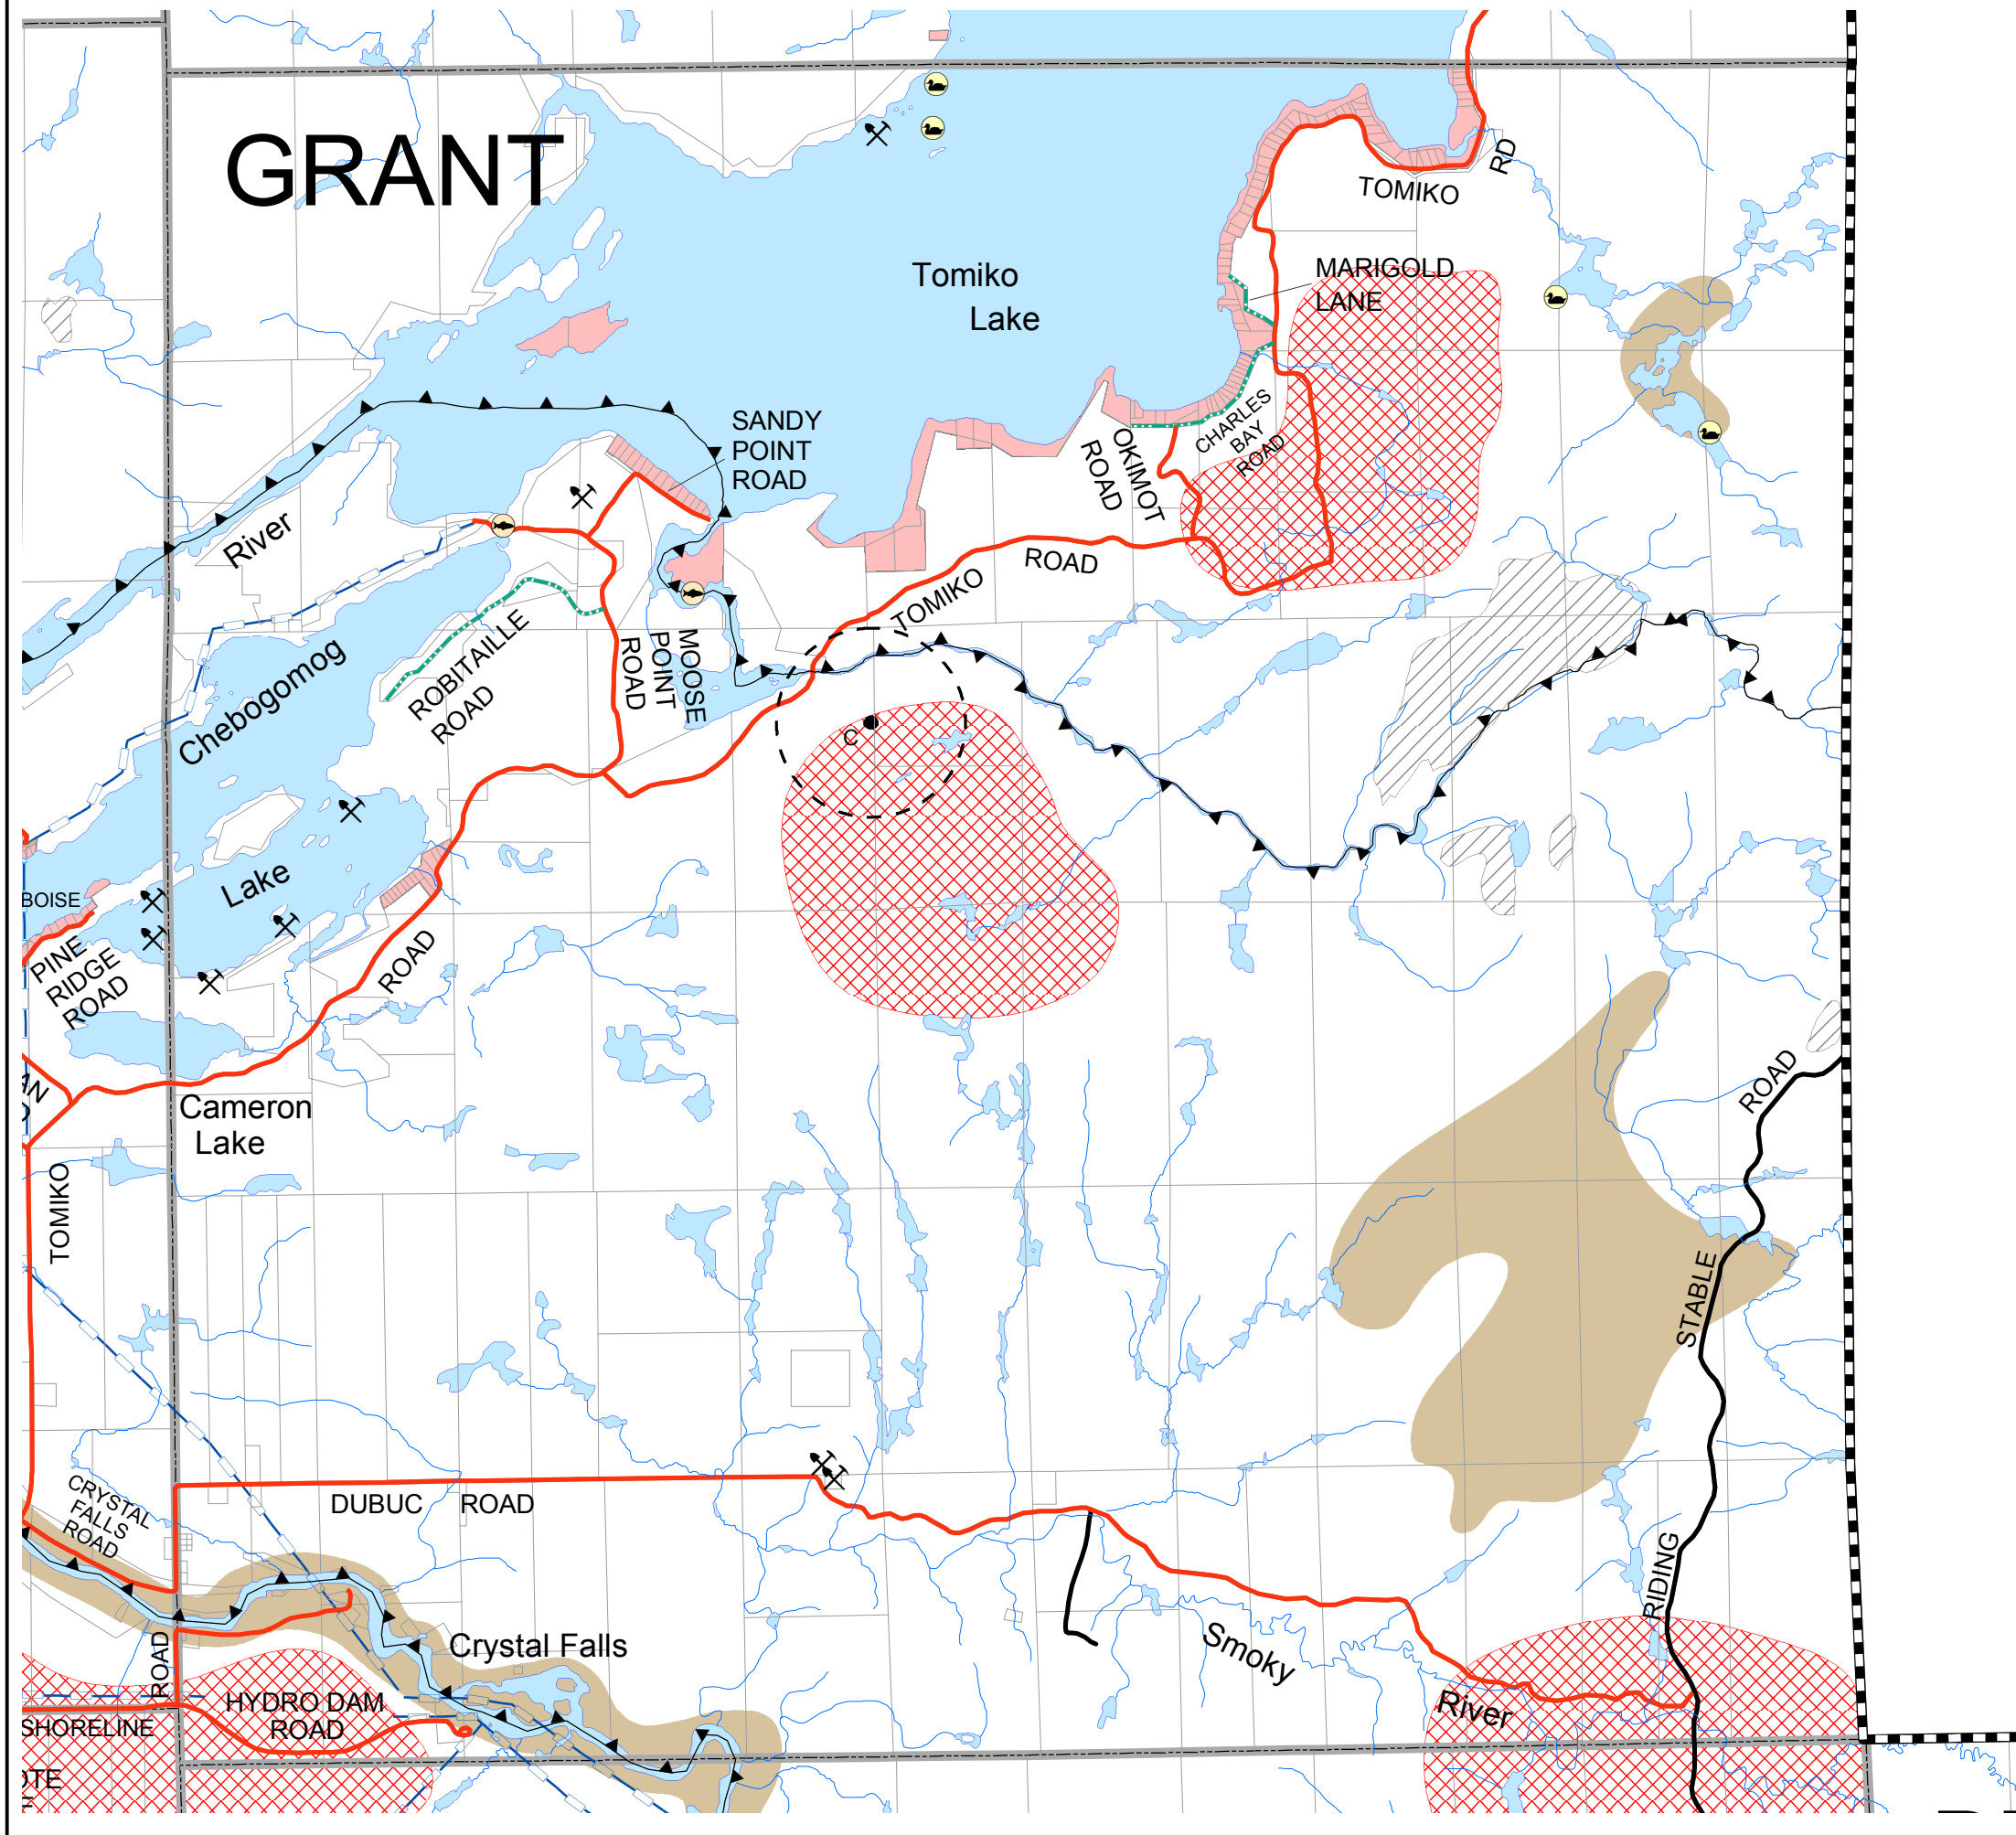 GRANT
RD
TOMIKO
Tomiko
Lake
MARIGOLD
LANE
SANDY
POINT
ROAD
CHARLES
BAY
ROAD
OKIMOT
ROAD
River
ROAD
TOMIKO
ROBITAILLE
ROAD
MOOSE
POINT
ROAD
Chebogomog
Lake
C
BOISE
PINE
RIDGE
ROAD
ROAD
Cameron
Lake
TOMIKO
ROAD
STABLE
RIDING
CRYSTAL
FALLS
ROAD
DUBUC ROAD
Crystal Falls
Smoky
River
ROAD
HYDRO DAM
ROAD
SHORELINE